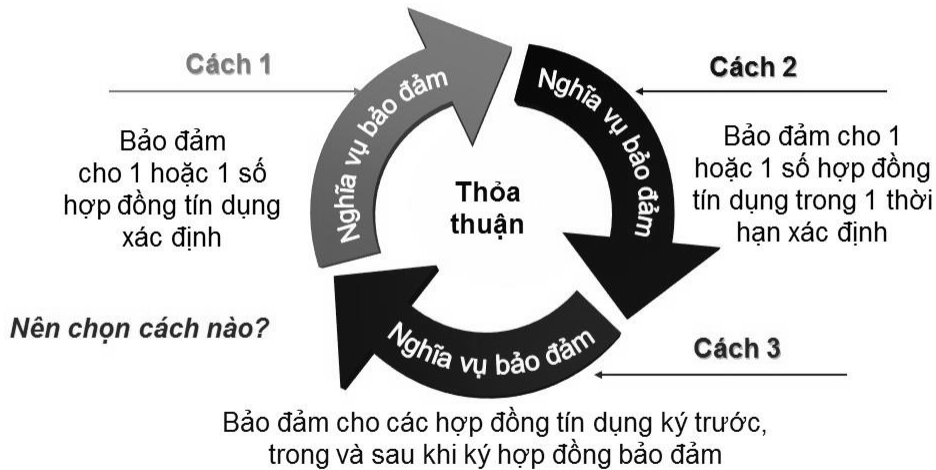 Cách 1
Bảo đảm
cho 1 hoặc 1 số
hợp đồng tín dụng
xác định
Nghĩa vụ bảo đảm
Thỏa
thuận
Nghĩa vụ bảo đảm
Cách 2
Bảo đảm cho 1
hoặc 1 số hợp đồng
tín dụng trong 1 thời
hạn xác định
Nên chọn cách nào?
Nghĩa vụ bảo đảm
Cách 3
Bảo đảm cho các hợp đồng tín dụng ký trước,
trong và sau khi ký hợp đồng bảo đảm